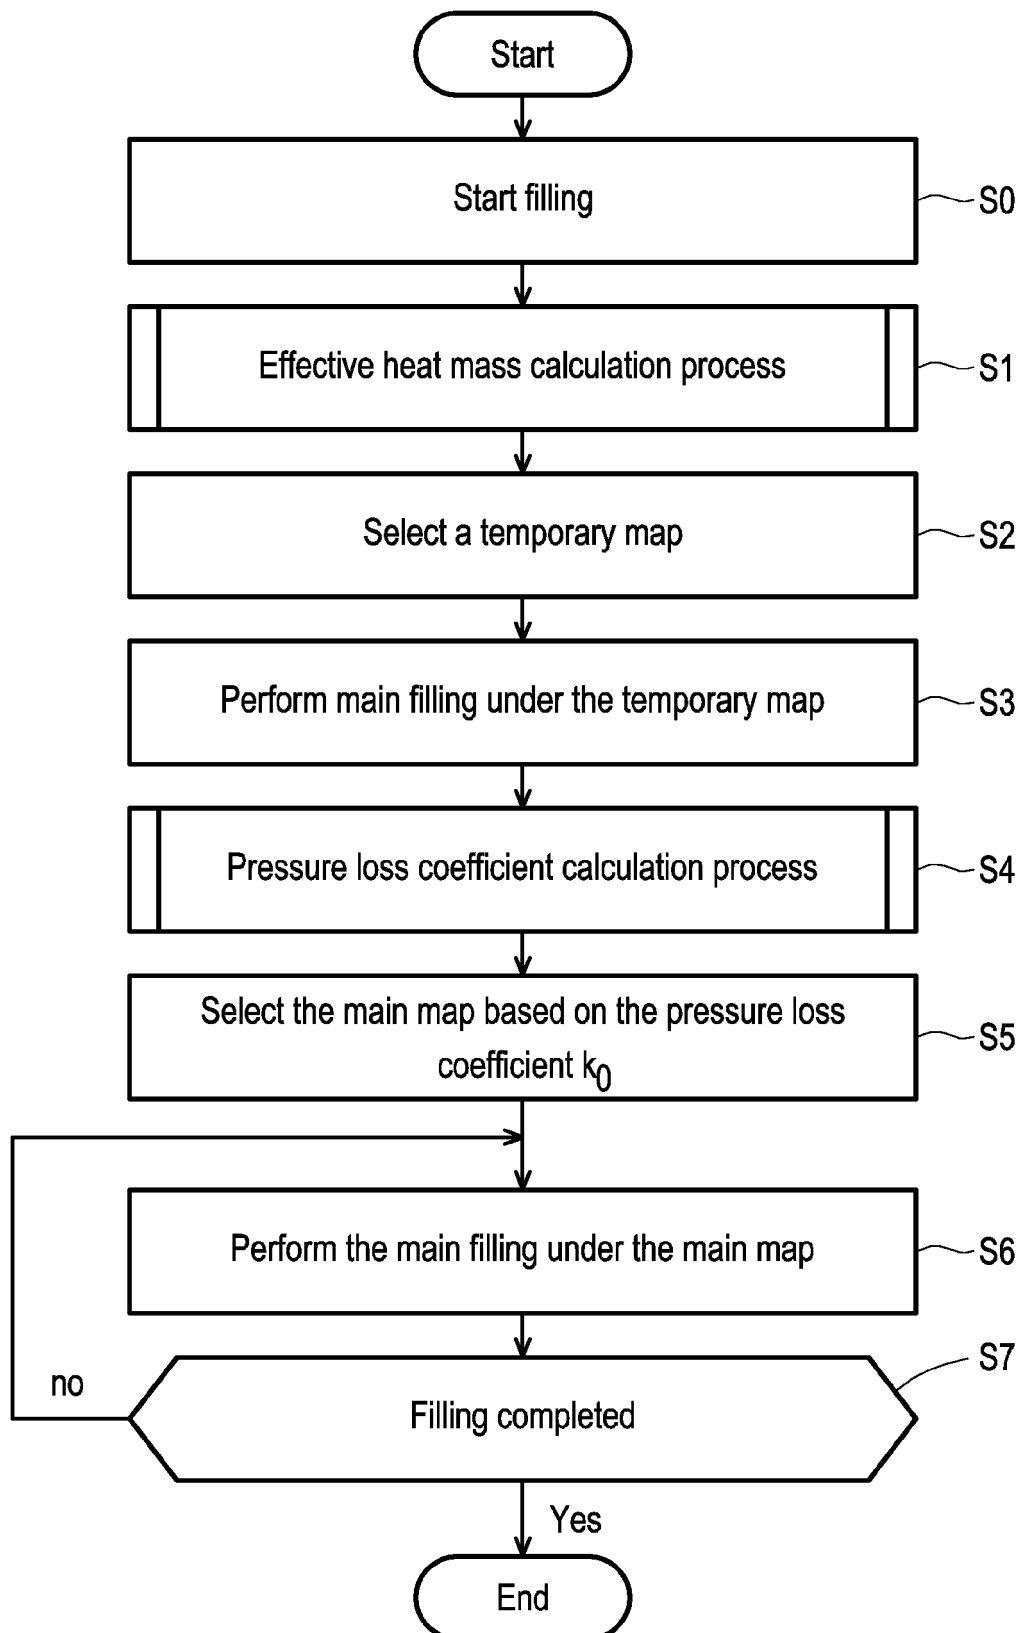 Start
Start filling
S0
Effective heat mass calculation process
S1
Select a temporary map
S2
Perform main filling under the temporary map
S3
Pressure loss coefficient calculation process
S4
Select the main map based on the pressure loss
coefficient k₀
S5
Perform the main filling under the main map
S6
S7
no
Filling completed
Yes
End